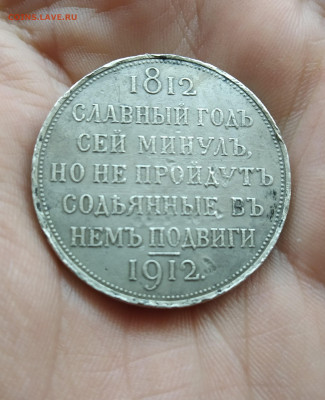 1812
СЛАВНЫЙ ГОДЪ
СЕЙ МИНУЛЪ,
НО НЕ ПРОЙДУТЪ
СОДѢЯННЫЕ ВЪ
НЕМЪ ПОДВИГИ
1912